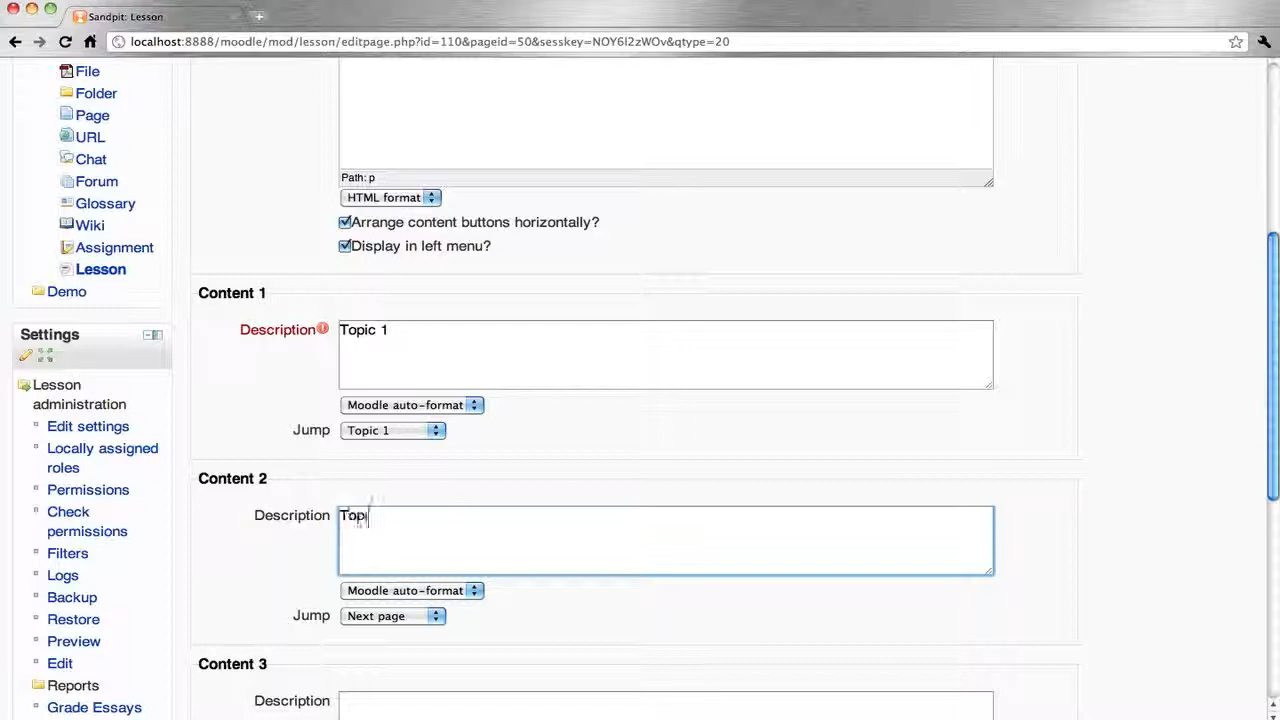 Sandpit: Lesson
localhost:8888/moodle/mod/lesson/editpage.php?id=110&pageid=50&sesskey=NOY6I2zWOv&qtype=20
File
Folder
Page
URL
Chat
Forum
Glossary
Wiki
Assignment
Lesson
Demo
Settings
Lesson
administration
Edit settings
Locally assigned
roles
Permissions
Check
permissions
Filters
Logs
Backup
Restore
Preview
Edit
Reports
Grade Essays
Path: p
HTML format
Arrange content buttons horizontally?
Display in left menu?
Content 1
Description
Topic 1
Moodle auto-format
Jump
Topic 1
Content 2
Description
Topi
Moodle auto-format
Jump
Next page
Content 3
Description